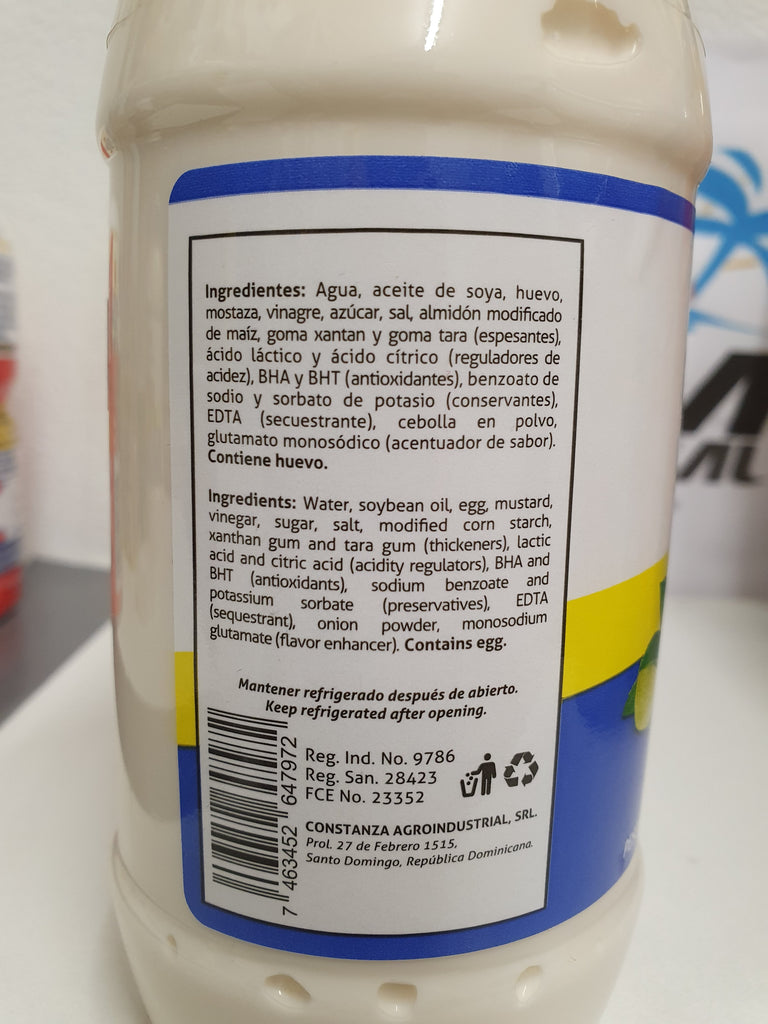 Ingredientes: Agua, aceite de soya, huevo,
mostaza, vinagre, azúcar, sal, almidón modificado
de maíz, goma xantan y goma tara (espesantes),
ácido láctico y ácido cítrico (reguladores de
acidez), BHA y BHT (antioxidantes), benzoato de
sodio y sorbato de potasio (conservantes),
EDTA (secuestrante), cebolla en polvo,
glutamato monosódico (acentuador de sabor).
Contiene huevo.
Ingredients: Water, soybean oil, egg, mustard,
vinegar, sugar, salt, modified corn starch,
xanthan gum and tara gum (thickeners), lactic
acid and citric acid (acidity regulators), BHA and
BHT (antioxidants), sodium benzoate and
potassium sorbate (preservatives), EDTA
(sequestrant), onion powder, monosodium
glutamate (flavor enhancer). Contains egg.
Mantener refrigerado después de abierto.
Keep refrigerated after opening.
7 463452 647972
Reg. Ind. No. 9786
Reg. San. 28423
FCE No. 23352
CONSTANZA AGROINDUSTRIAL, SRL.
Prol. 27 de Febrero 1515,
Santo Domingo, República Dominicana.